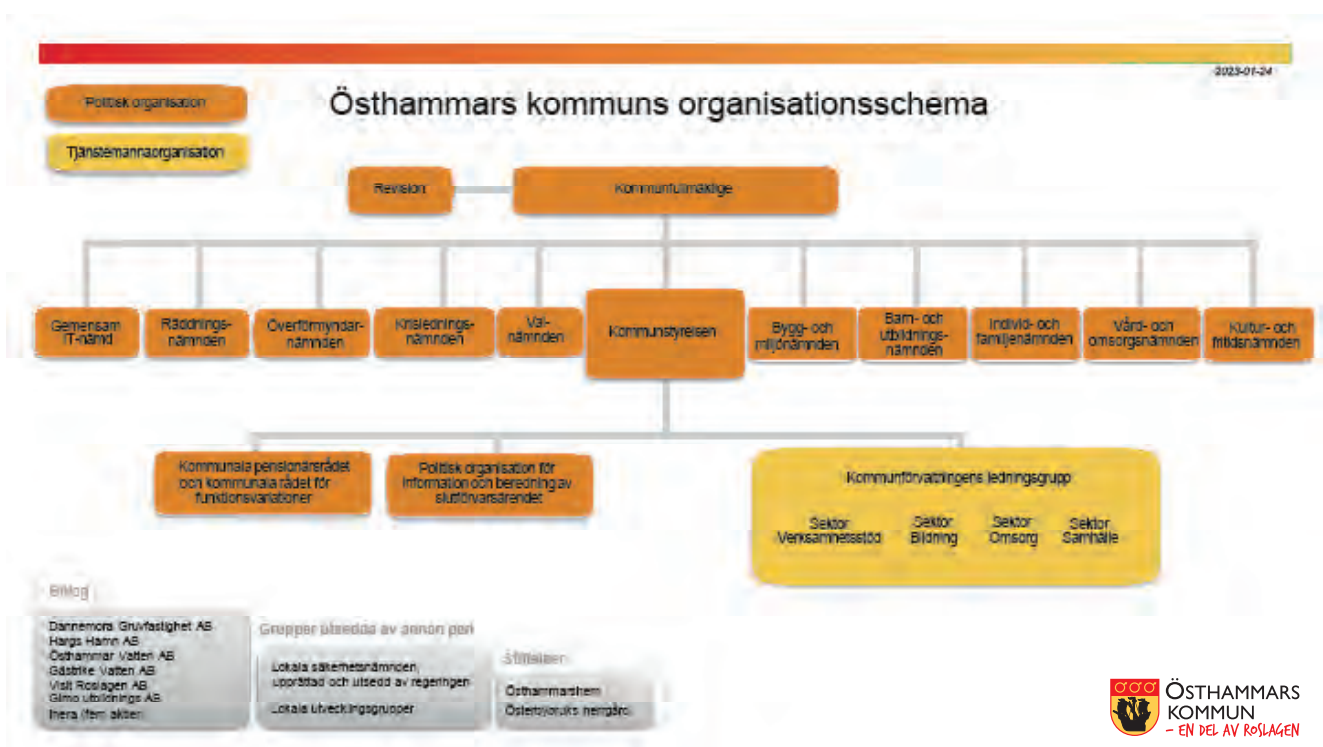 2023-01-24
Politisk organisation
Östhammars kommuns organisationsschema
Tjänstemannaorganisation
Revision
Kommunfullmäktige
Gemensam
IT-nämd
Räddnings-
nämnden
Överförmyndar-
nämnden
Krislednings-
nämnden
Val-
nämnden
Kommunstyrelsen
Bygg- och
miljönämnden
Barn- och
utbildnings-
nämnden
Individ- och
familjenämnden
Vård- och
omsorgsnämnden
Kultur- och
fritidsnämnden
Kommunala pensionärsrådet
och kommunala rådet för
funktionsvariationer
Politisk organisation för
information och beredning av
slutförvarsärendet
Kommunförvaltningens ledningsgrupp
Sektor
Verksamhetsstöd
Sektor
Bildning
Sektor
Omsorg
Sektor
Samhälle
Bolag
Dannemora Gruvfastighet AB
Hargs Hamn AB
Östhammar Vatten AB
Gästrike Vatten AB
Visit Roslagen AB
Gimo utbildnings AB
Inera (fem aktier)
Grupper utsedda av annan part
Lokala säkerhetsnämnden,
upprättad och utsedd av regeringen
Lokala utvecklingsgrupper
Stiftelser
Östhammarshem
Österbybruks herrgård
ÖSTHAMMARS
KOMMUN
– EN DEL AV ROSLAGEN